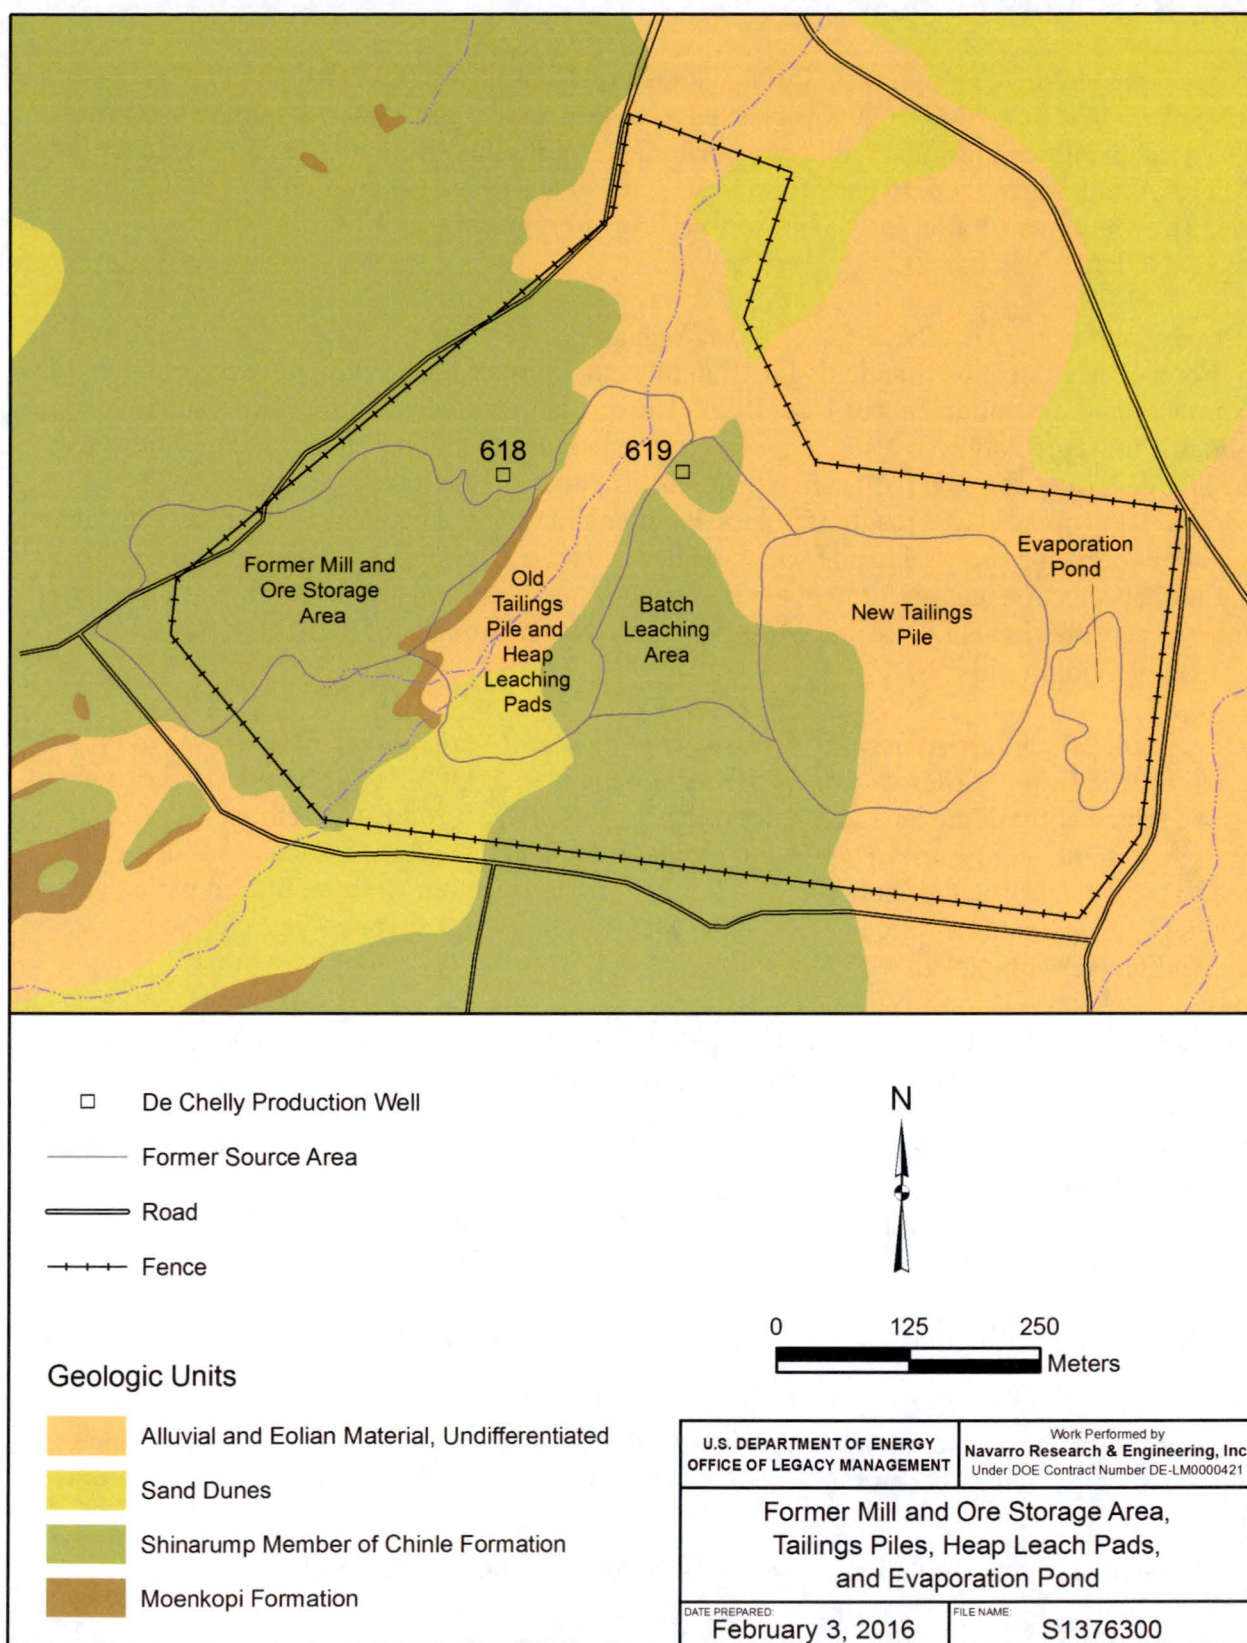 618
619
Former Mill and
Ore Storage
Area
Old
Tailings
Pile and
Heap
Leaching
Pads
Batch
Leaching
Area
New Tailings
Pile
Evaporation
Pond
De Chelly Production Well
Former Source Area
Road
Fence
N
0 125 250
Meters
Geologic Units
Alluvial and Eolian Material, Undifferentiated
Sand Dunes
Shinarump Member of Chinle Formation
Moenkopi Formation
U.S. DEPARTMENT OF ENERGY
OFFICE OF LEGACY MANAGEMENT
Work Performed by
Navarro Research & Engineering, Inc
Under DOE Contract Number DE-LM0000421
Former Mill and Ore Storage Area,
Tailings Piles, Heap Leach Pads,
and Evaporation Pond
DATE PREPARED:
February 3, 2016
FILE NAME:
S1376300